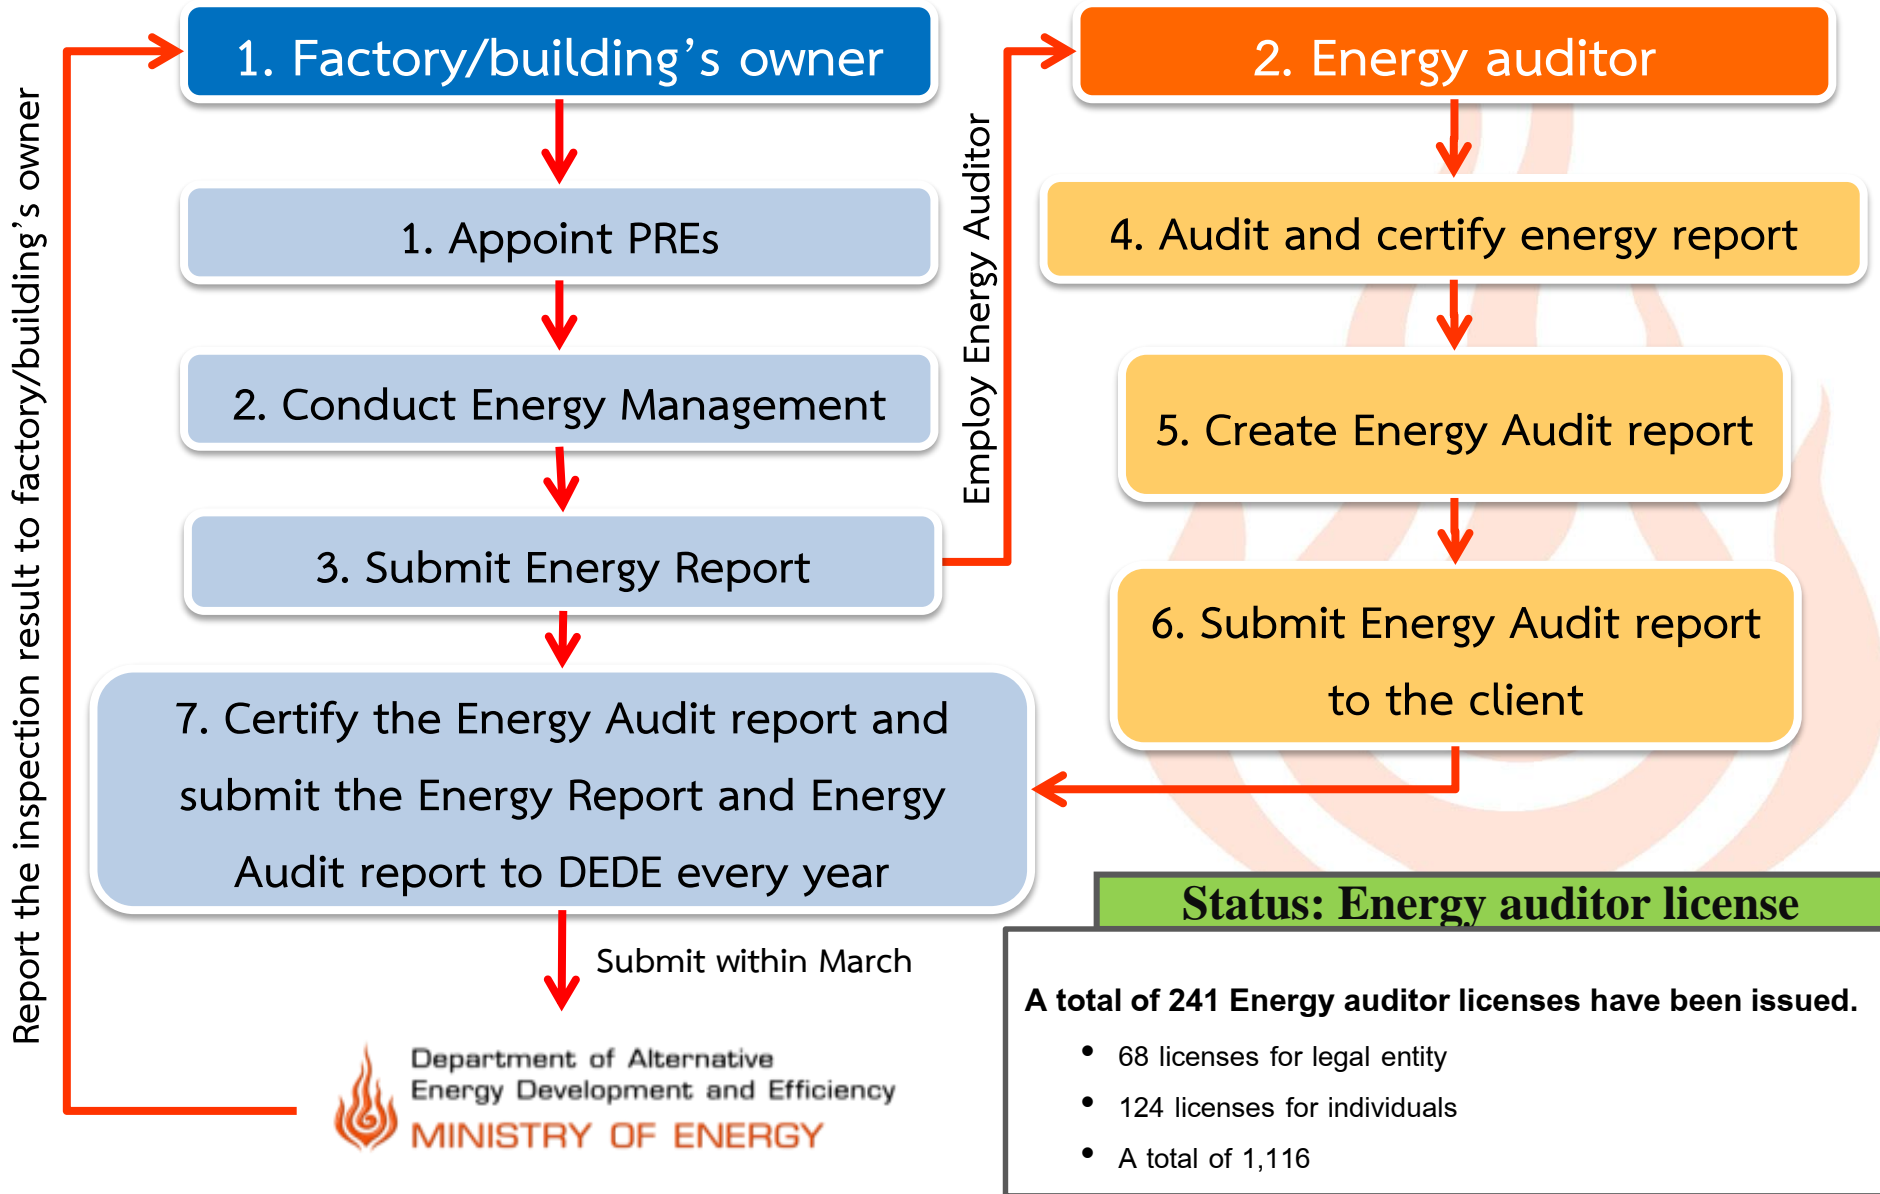 1. Factory/building's owner
1. Appoint PREs
2. Conduct Energy Management
3. Submit Energy Report
7. Certify the Energy Audit report and
submit the Energy Report and Energy
Audit report to DEDE every year
Submit within March
Department of Alternative
Energy Development and Efficiency
MINISTRY OF ENERGY
Report the inspection result to factory/building's owner
Employ Energy Auditor
2. Energy auditor
4. Audit and certify energy report
5. Create Energy Audit report
6. Submit Energy Audit report
to the client
Status: Energy auditor license
A total of 241 Energy auditor licenses have been issued.
• 68 licenses for legal entity
• 124 licenses for individuals
• A total of 1,116